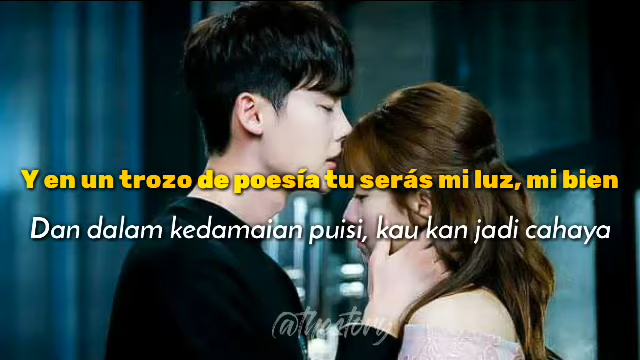 Y en un trozo de poesía tu serás mi luz, mi bien
Dan dalam kedamaian puisi, kau kan jadi cahaya
@thestory